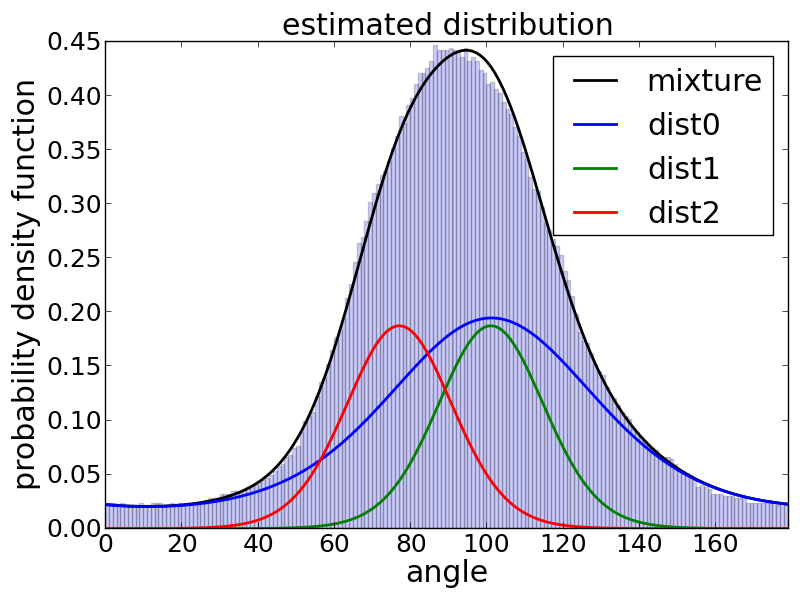 estimated distribution
probability density function
0.45
0.40
0.35
0.30
0.25
0.20
0.15
0.10
0.05
0.00
mixture
dist0
dist1
dist2
0 20 40 60 80 100 120 140 160
angle